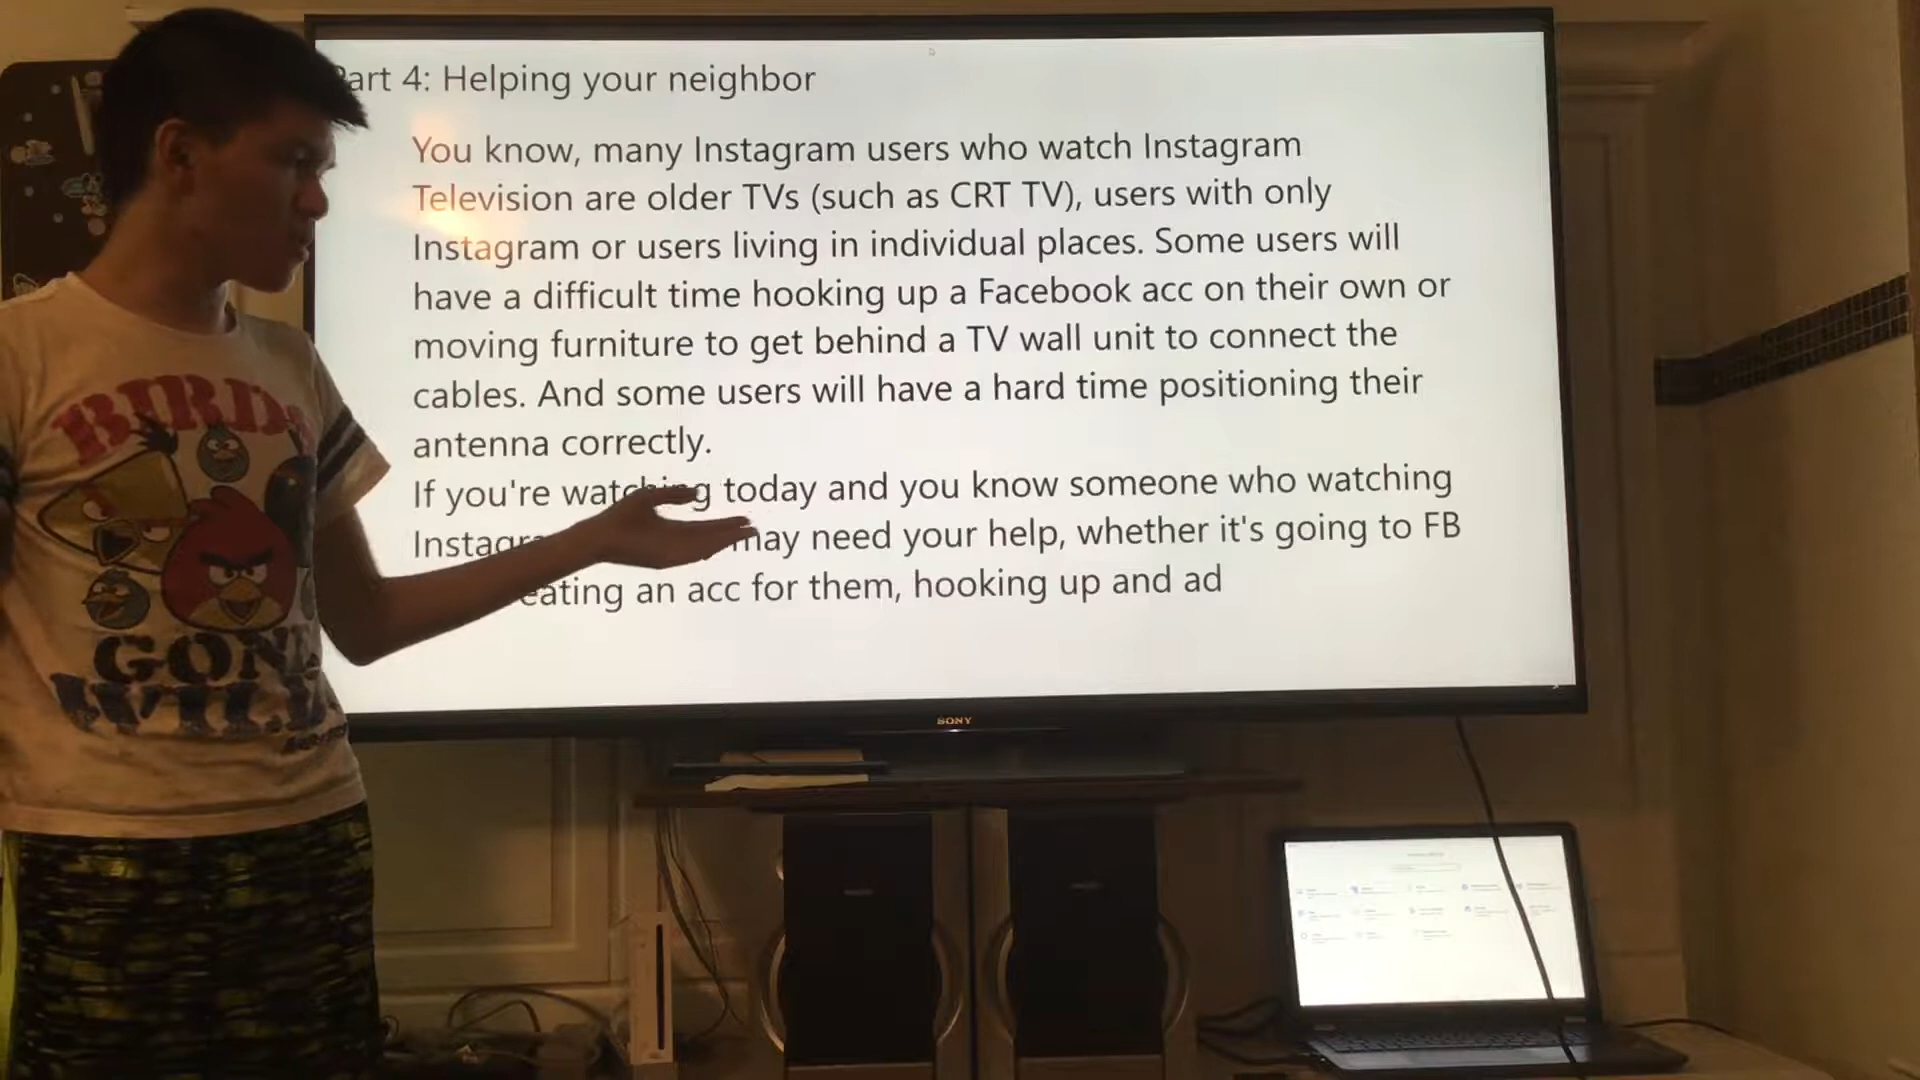 art 4: Helping your neighbor
You know, many Instagram users who watch Instagram
Television are older TVs (such as CRT TV), users with only
Instagram or users living in individual places. Some users will
have a difficult time hooking up a Facebook acc on their own or
moving furniture to get behind a TV wall unit to connect the
cables. And some users will have a hard time positioning their
antenna correctly.
If you're watching today and you know someone who watching
may need your help, whether it's going to FB
an acc for them, hooking up and ad
SONY
BIRDS
GONE
WILD